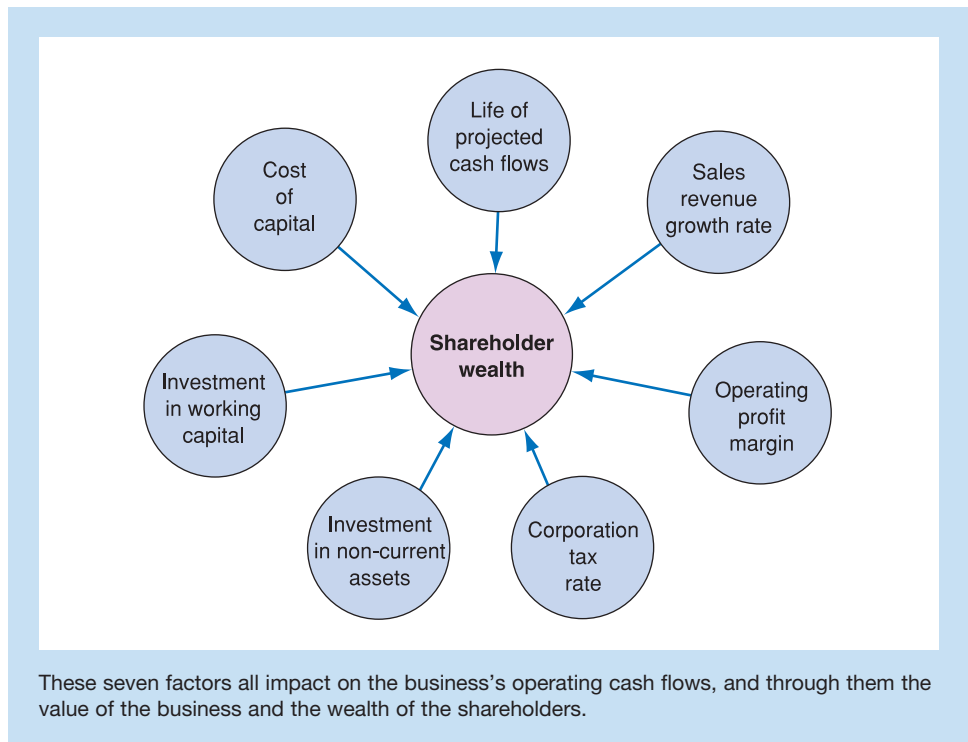 Life of
projected
cash flows
Sales
revenue
growth rate
Operating
profit
margin
Corporation
tax
rate
Investment
in non-current
assets
Investment
in working
capital
Cost
of
capital
Shareholder
wealth
These seven factors all impact on the business’s operating cash flows, and through them the
value of the business and the wealth of the shareholders.